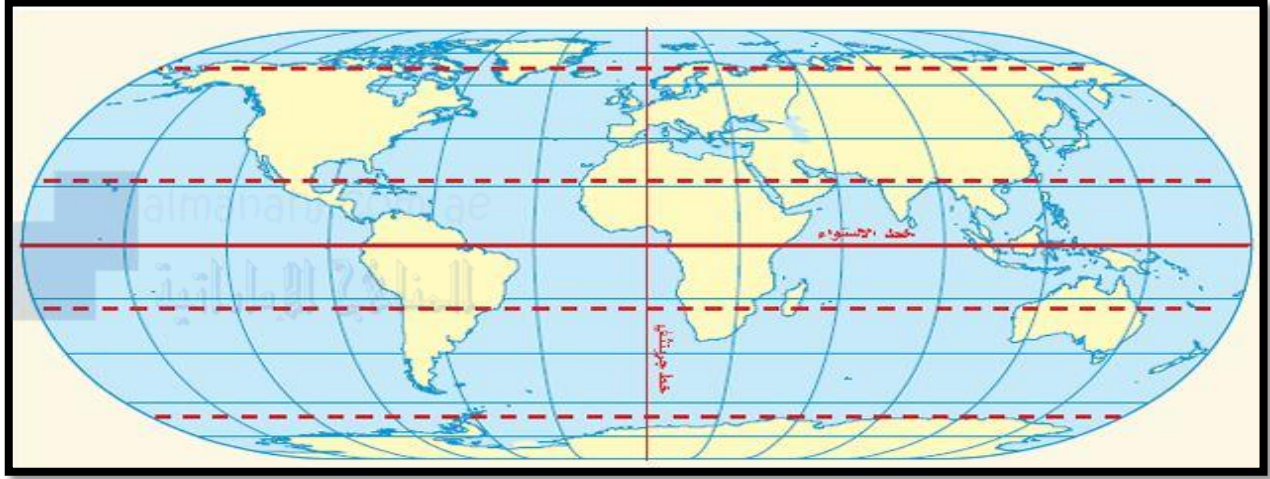 almanahj.com/ae
المناهج الإماراتية
خط الاستواء
خط جرينتش